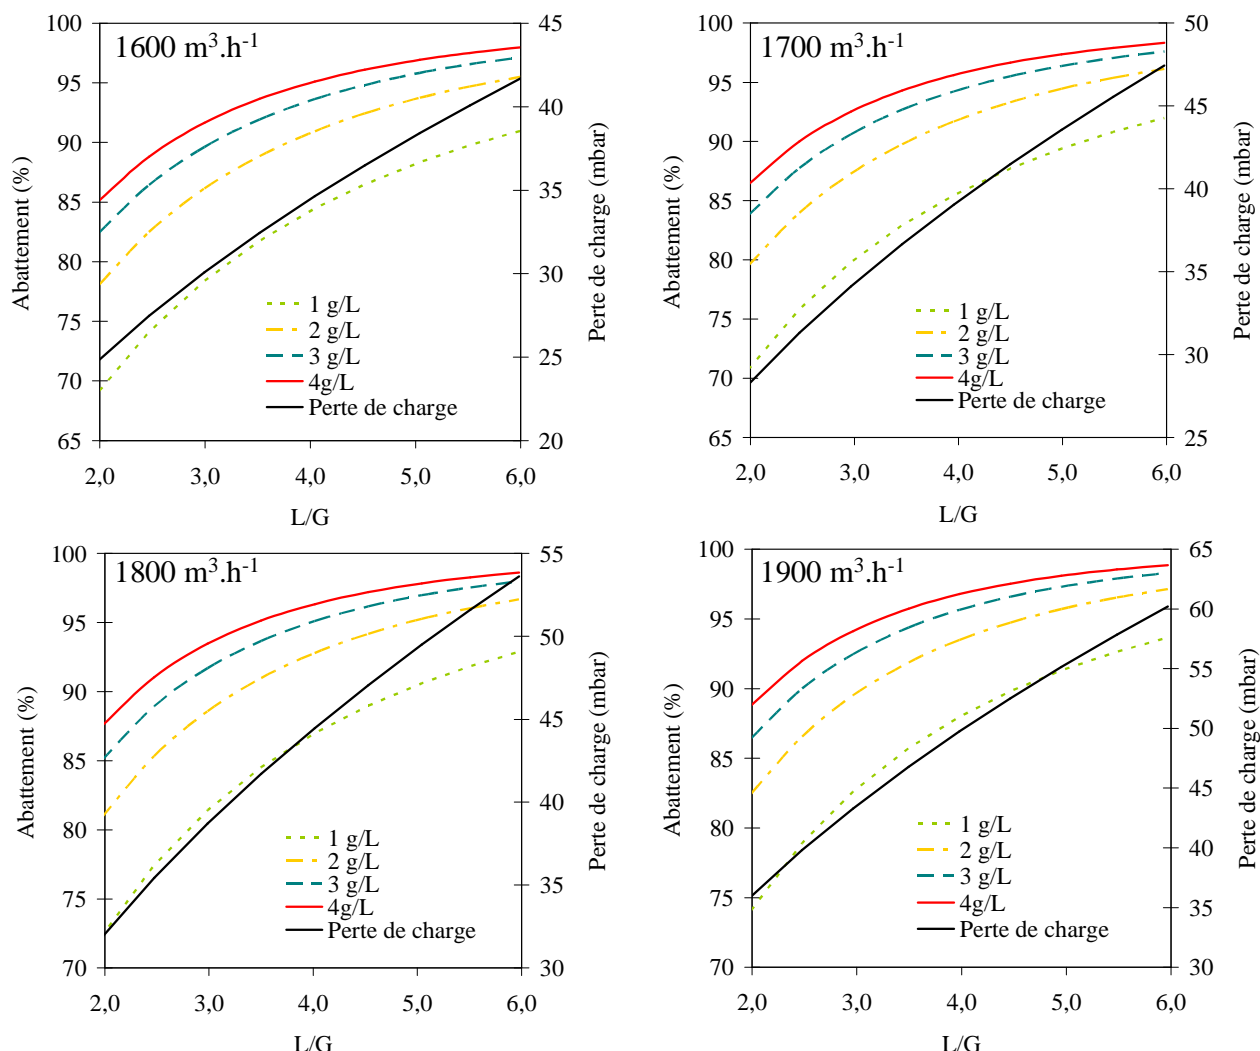 1600 m³.h⁻¹
Abattement (%)
100
95
90
85
80
75
70
65
45
40
35
30
25
20
Perte de charge (mbar)
1 g/L
2 g/L
3 g/L
4g/L
Perte de charge
2,0 3,0 4,0 5,0 6,0
L/G
1700 m³.h⁻¹
Abattement (%)
100
95
90
85
80
75
70
65
50
45
40
35
30
25
Perte de charge (mbar)
1 g/L
2 g/L
3 g/L
4g/L
Perte de charge
2,0 3,0 4,0 5,0 6,0
L/G
1800 m³.h⁻¹
Abattement (%)
100
95
90
85
80
75
70
55
50
45
40
35
30
Perte de charge (mbar)
1 g/L
2 g/L
3 g/L
4g/L
Perte de charge
2,0 3,0 4,0 5,0 6,0
L/G
1900 m³.h⁻¹
Abattement (%)
100
95
90
85
80
75
70
65
60
55
50
45
40
35
30
Perte de charge (mbar)
1 g/L
2 g/L
3 g/L
4g/L
Perte de charge
2,0 3,0 4,0 5,0 6,0
L/G